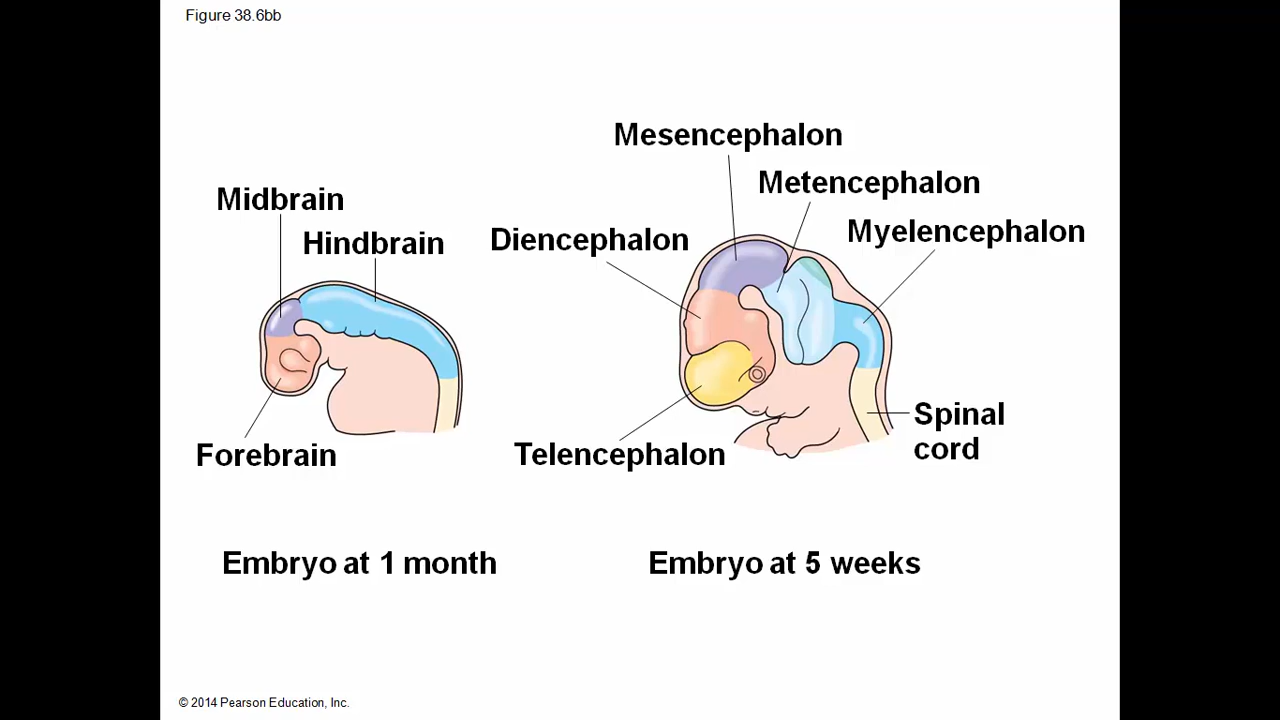 Figure 38.6bb
Mesencephalon
Metencephalon
Midbrain
Hindbrain
Diencephalon
Myelencephalon
Forebrain
Telencephalon
Spinal
cord
Embryo at 1 month
Embryo at 5 weeks
© 2014 Pearson Education, Inc.